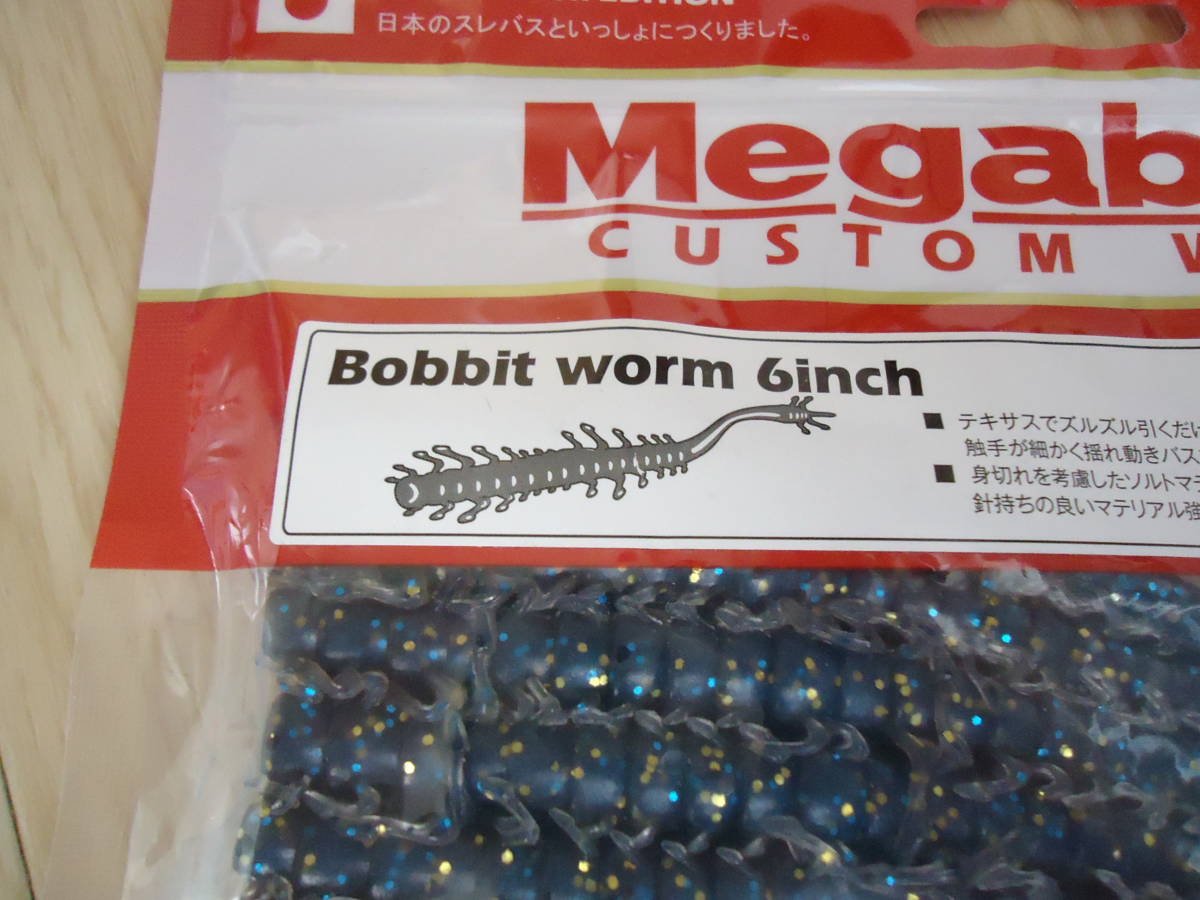 日本のスレバスといっしょにつくりました。
Megab
CUSTOM W
Bobbit worm 6inch
■ テキサスでズルズル引くだけ
触手が細かく揺れ動きバス
■ 身切れを考慮したソルトマテ
針持ちの良いマテリアル強